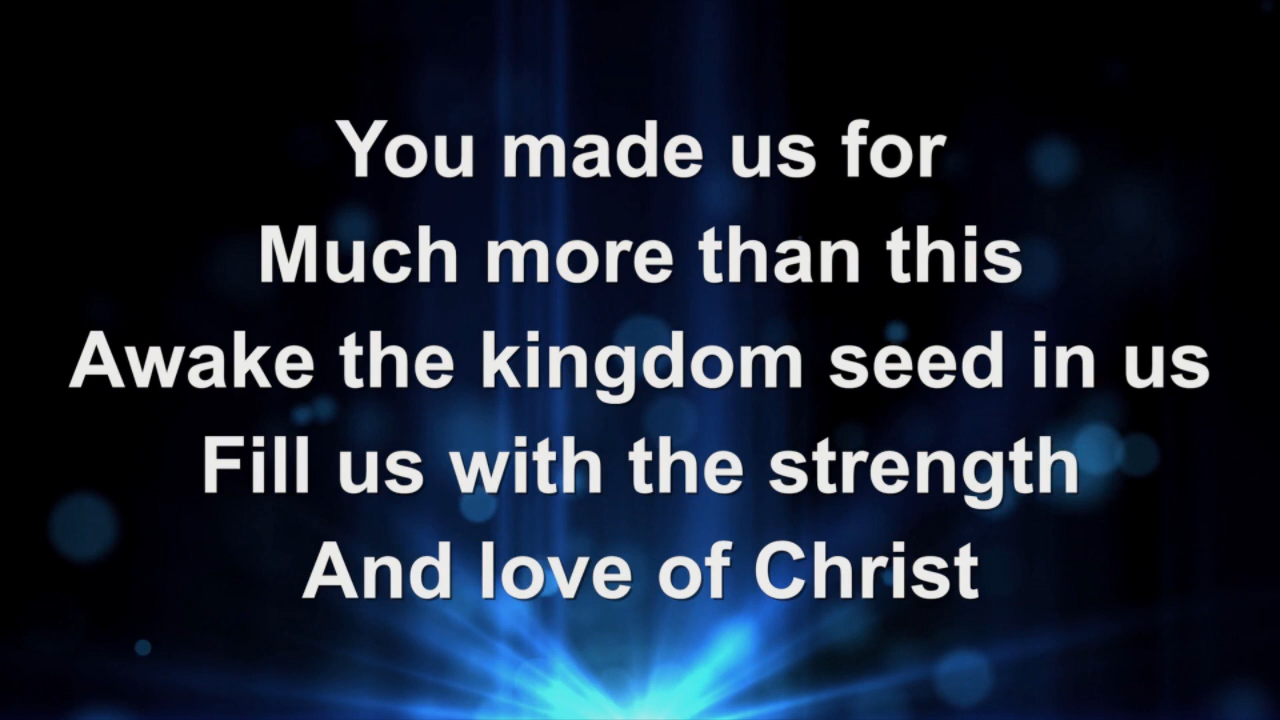 You made us for
Much more than this
Awake the kingdom seed in us
Fill us with the strength
And love of Christ